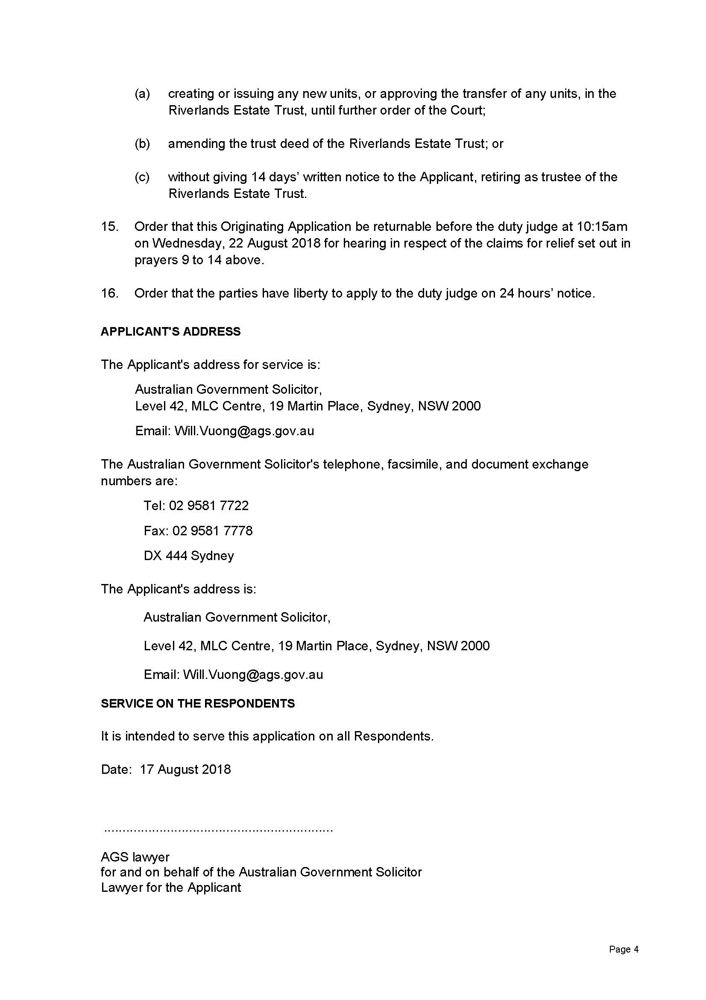 (a) creating or issuing any new units, or approving the transfer of any units, in the
Riverlands Estate Trust, until further order of the Court;
(b) amending the trust deed of the Riverlands Estate Trust; or
(c) without giving 14 days’ written notice to the Applicant, retiring as trustee of the
Riverlands Estate Trust.
15. Order that this Originating Application be returnable before the duty judge at 10:15am
on Wednesday, 22 August 2018 for hearing in respect of the claims for relief set out in
prayers 9 to 14 above.
16. Order that the parties have liberty to apply to the duty judge on 24 hours’ notice.
APPLICANT'S ADDRESS
The Applicant's address for service is:
Australian Government Solicitor,
Level 42, MLC Centre, 19 Martin Place, Sydney, NSW 2000
Email: Will.Vuong@ags.gov.au
The Australian Government Solicitor's telephone, facsimile, and document exchange
numbers are:
Tel: 02 9581 7722
Fax: 02 9581 7778
DX 444 Sydney
The Applicant's address is:
Australian Government Solicitor,
Level 42, MLC Centre, 19 Martin Place, Sydney, NSW 2000
Email: Will.Vuong@ags.gov.au
SERVICE ON THE RESPONDENTS
It is intended to serve this application on all Respondents.
Date: 17 August 2018
..............................................................
AGS lawyer
for and on behalf of the Australian Government Solicitor
Lawyer for the Applicant
Page 4